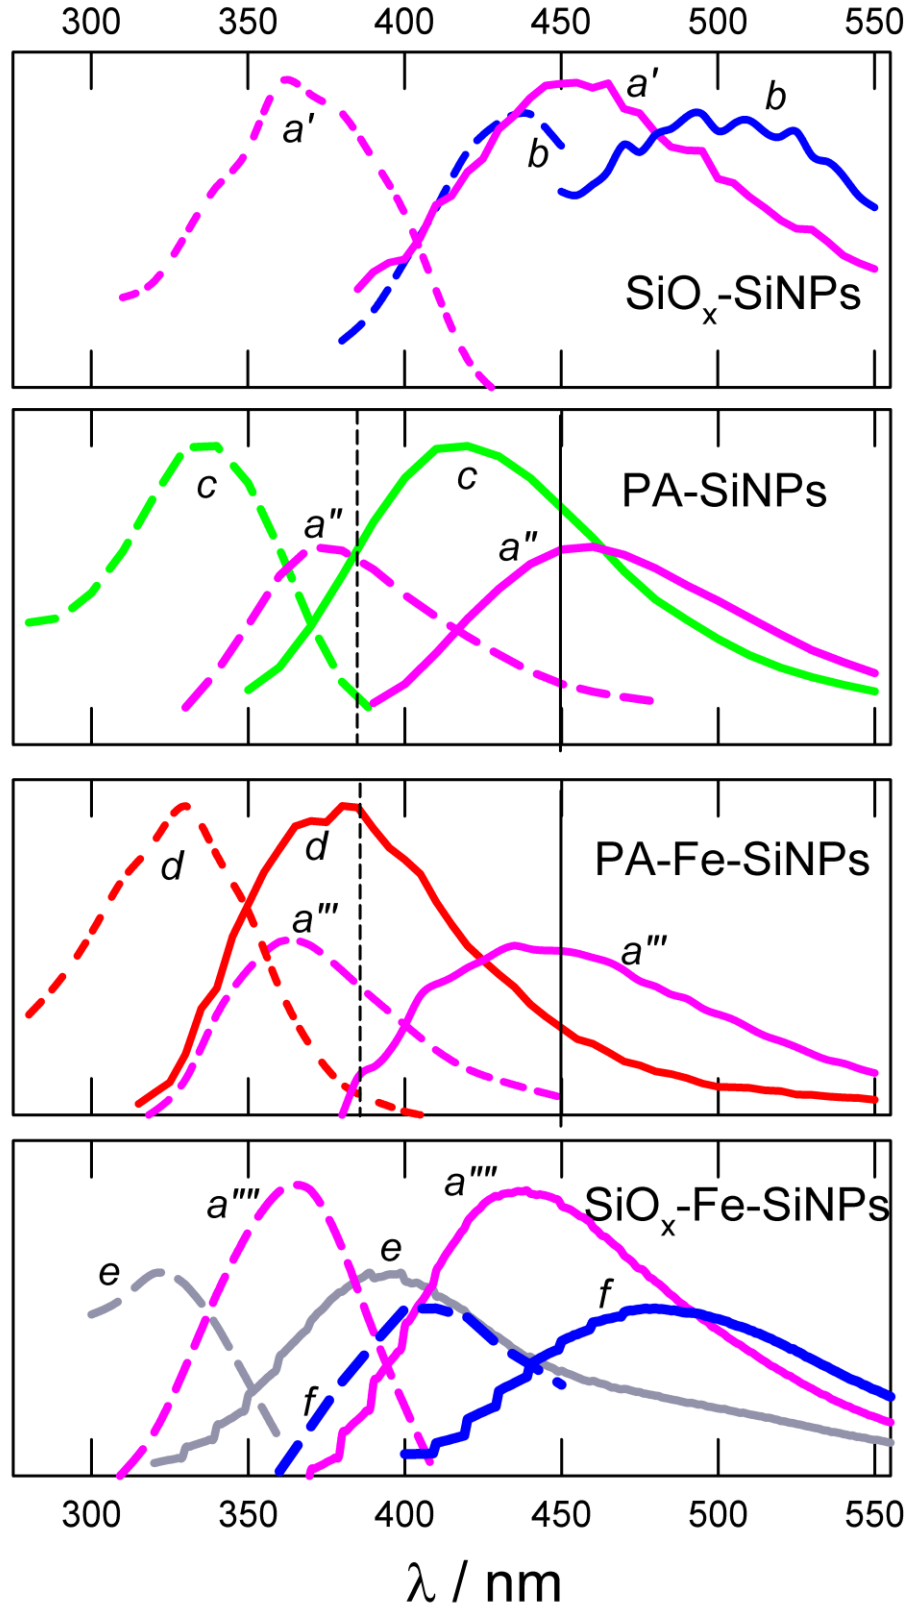 300 350 400 450 500 550
a′ a′ b
b
SiOx-SiNPs
c c PA-SiNPs
a″ a″
PA-Fe-SiNPs
d d
a‴ a‴
a⁗ a⁗ SiOx-Fe-SiNPs
e e
f f
300 350 400 450 500 550
λ / nm